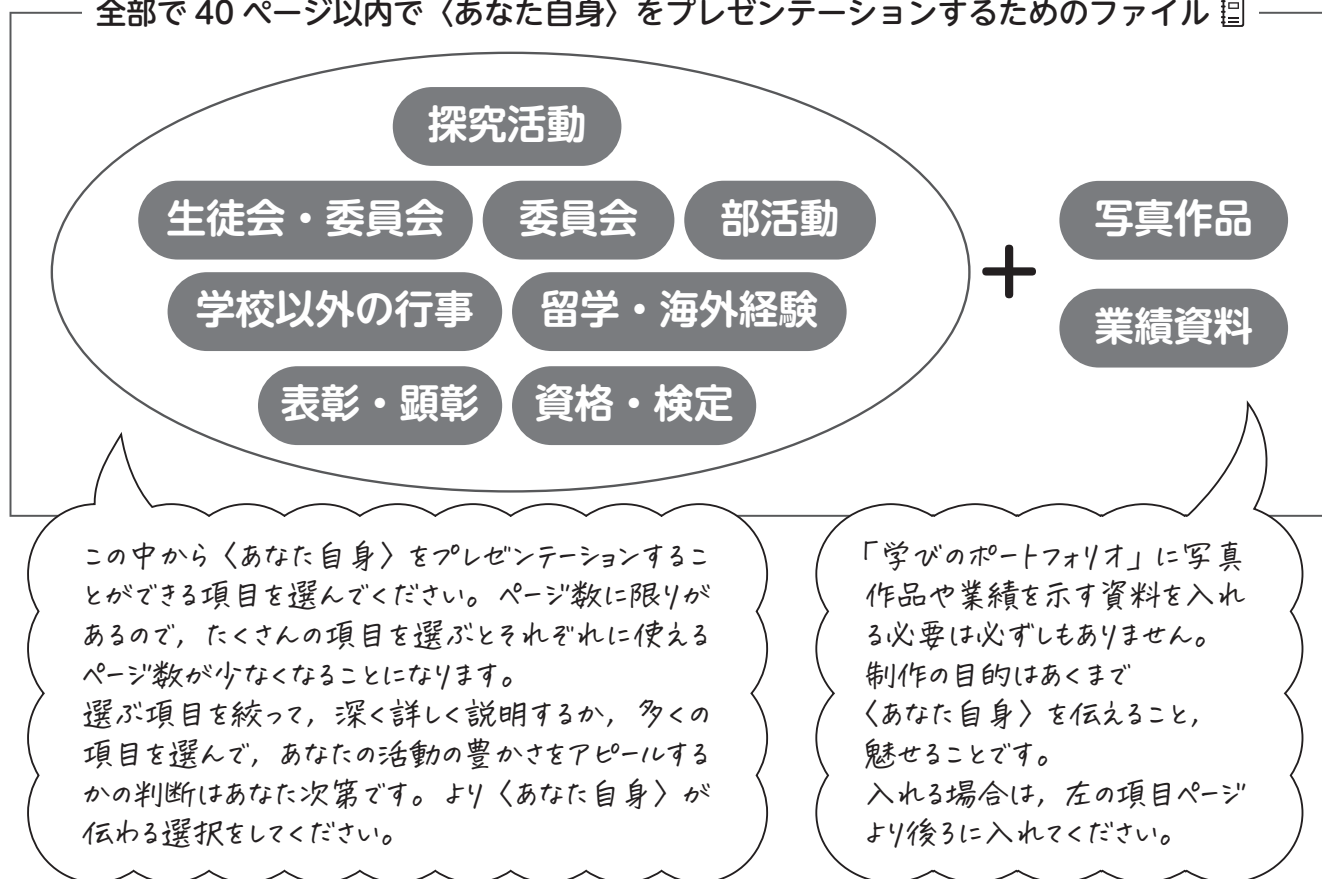 全部で 40 ページ以内で〈あなた自身〉をプレゼンテーションするためのファイル
探究活動
生徒会・委員会
委員会
部活動
学校以外の行事
留学・海外経験
表彰・顕彰
資格・検定
+
写真作品
業績資料
この中から〈あなた自身〉をプレゼンテーションするこ
とができる項目を選んでください。ページ数に限りが
あるので，たくさんの項目を選ぶとそれぞれに使える
ページ数が少なくなることになります。
選ぶ項目を絞って，深く詳しく説明するか，多くの
項目を選んで，あなたの活動の豊かさをアピールする
かの判断はあなた次第です。より〈あなた自身〉が
伝わる選択をしてください。
「学びのポートフォリオ」に写真
作品や業績を示す資料を入れ
る必要は必ずしもありません。
制作の目的はあくまで
〈あなた自身〉を伝えること，
魅せることです。
入れる場合は，左の項目ページ
より後ろに入れてください。